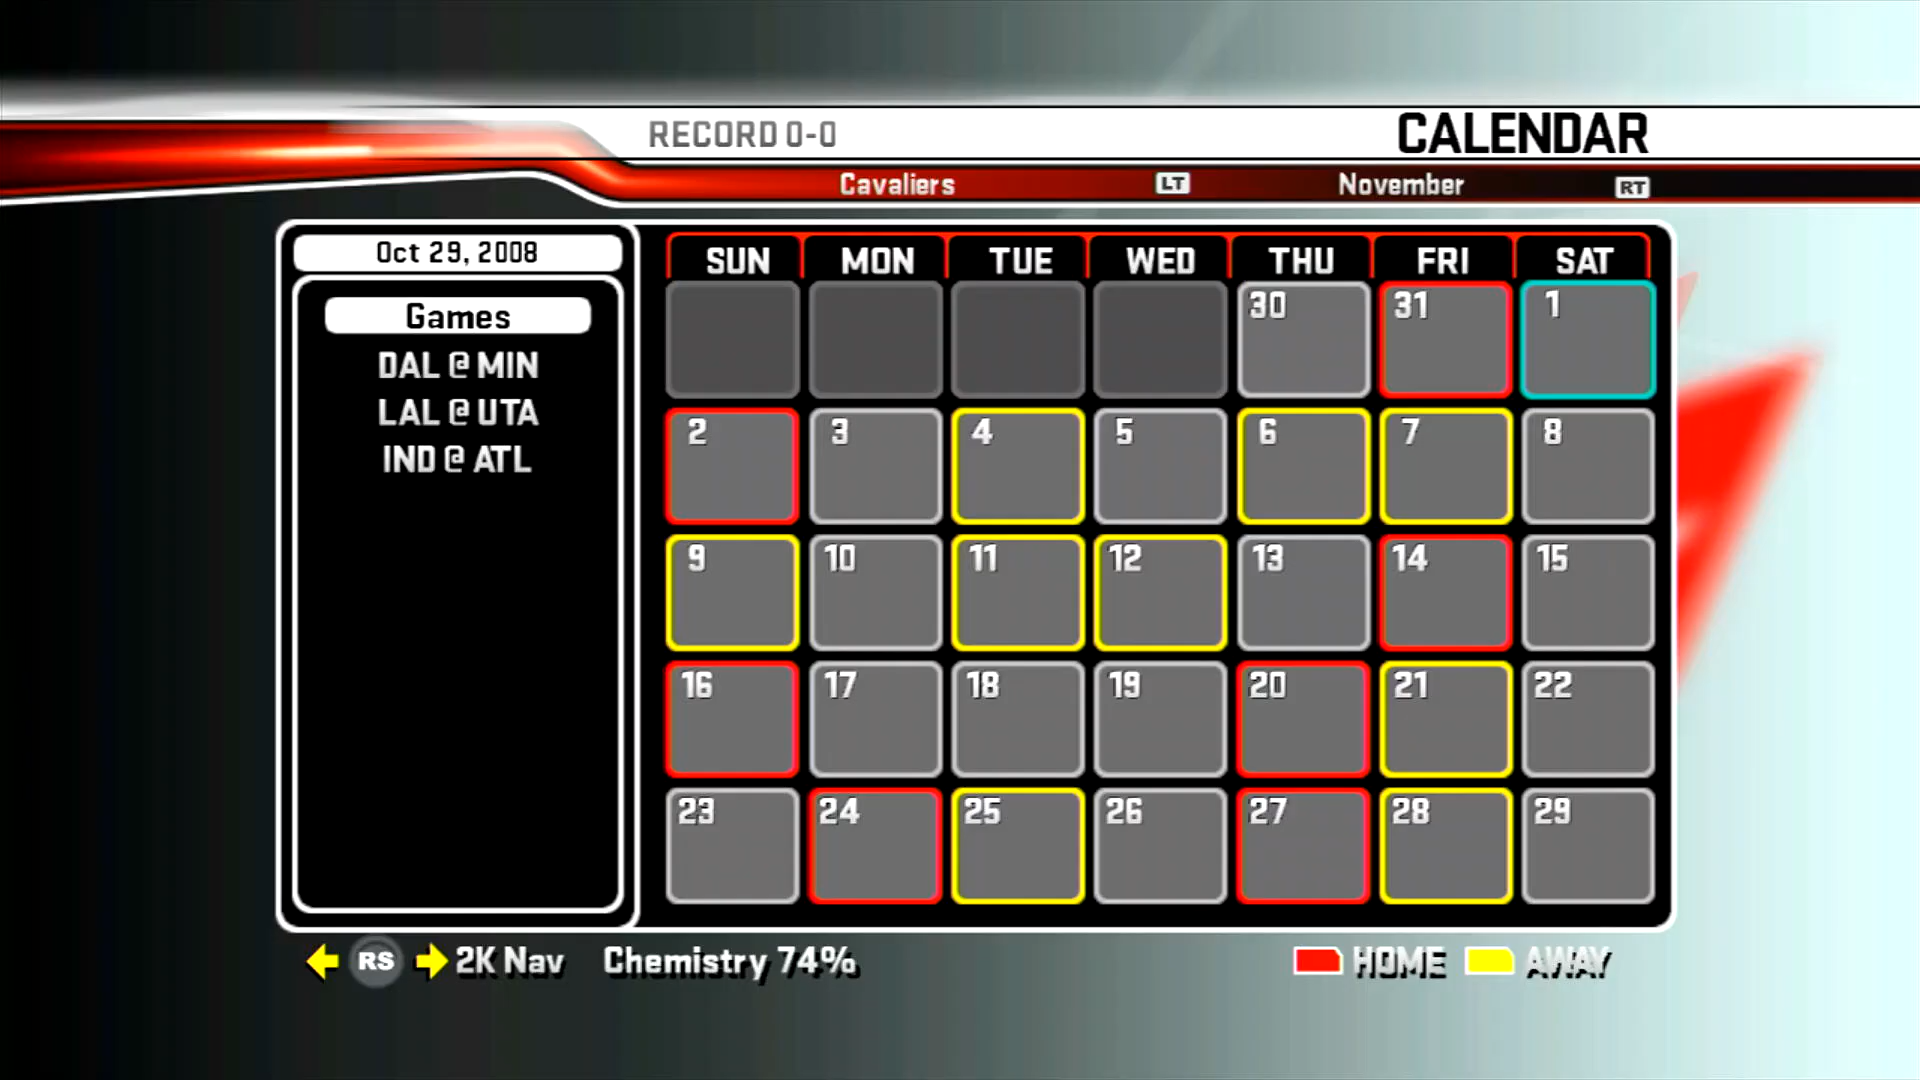 RECORD 0-0
CALENDAR
Cavaliers LT November RT
Oct 29, 2008
Games
DAL @ MIN
LAL @ UTA
IND @ ATL
SUN MON TUE WED THU FRI SAT
30 31 1
2 3 4 5 6 7 8
9 10 11 12 13 14 15
16 17 18 19 20 21 22
23 24 25 26 27 28 29
RS 2K Nav Chemistry 74% HOME AWAY